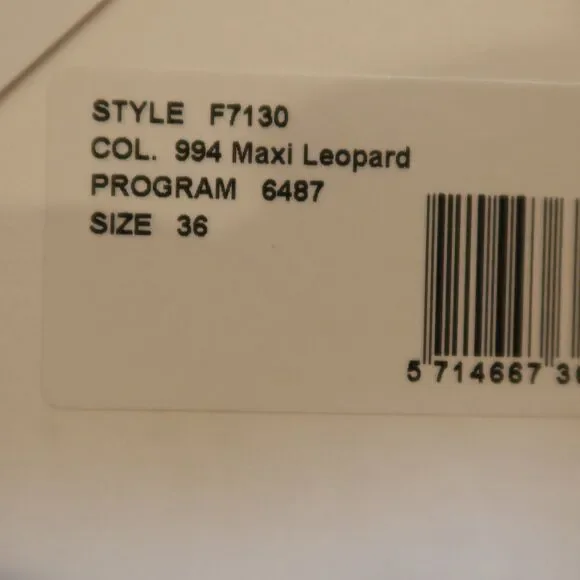 STYLE F7130
COL. 994 Maxi Leopard
PROGRAM 6487
SIZE 36
5 714667 3